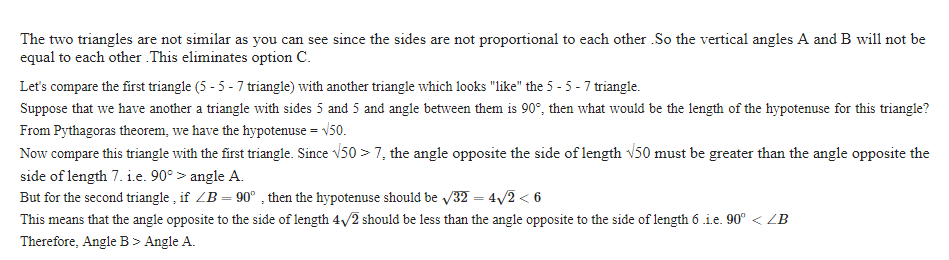 The two triangles are not similar as you can see since the sides are not proportional to each other .So the vertical angles A and B will not be
equal to each other .This eliminates option C.
Let's compare the first triangle (5 - 5 - 7 triangle) with another triangle which looks "like" the 5 - 5 - 7 triangle.
Suppose that we have another a triangle with sides 5 and 5 and angle between them is 90°, then what would be the length of the hypotenuse for this triangle?
From Pythagoras theorem, we have the hypotenuse = √50.
Now compare this triangle with the first triangle. Since √50 > 7, the angle opposite the side of length √50 must be greater than the angle opposite the
side of length 7. i.e. 90° > angle A.
But for the second triangle , if ∠B = 90° , then the hypotenuse should be √32 = 4√2 < 6
This means that the angle opposite to the side of length 4√2 should be less than the angle opposite to the side of length 6 .i.e. 90° < ∠B
Therefore, Angle B > Angle A.